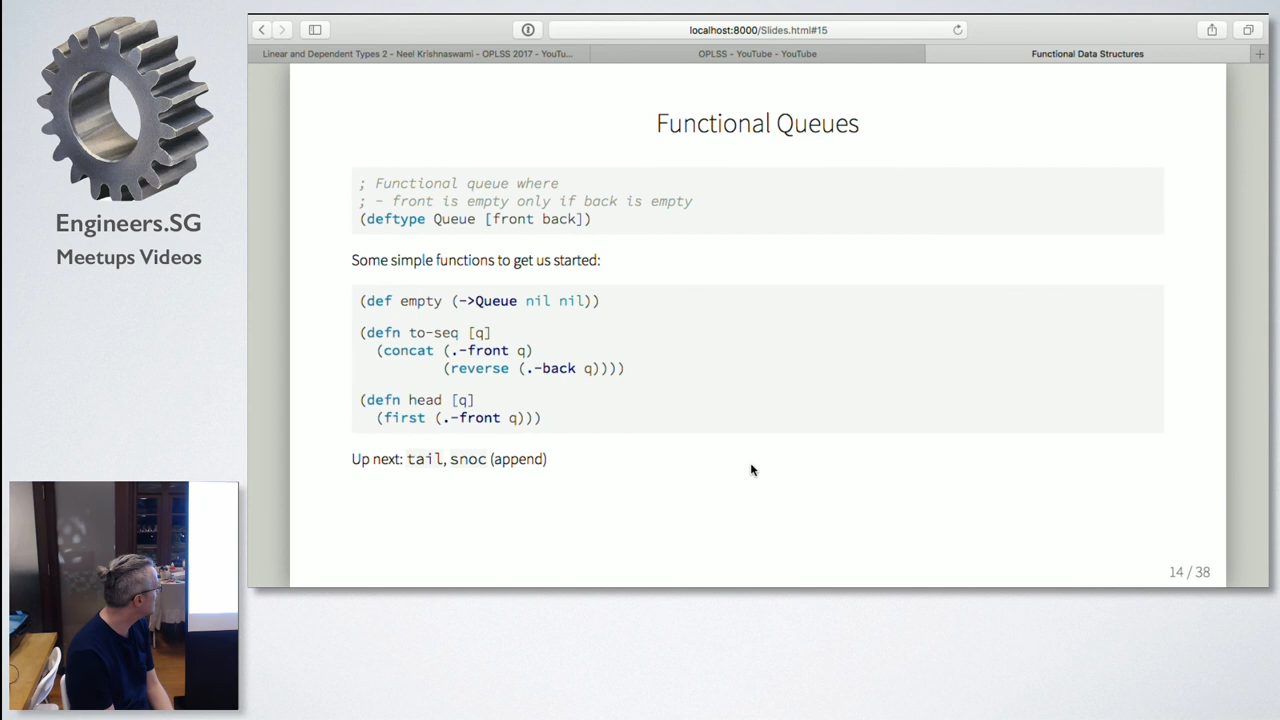 localhost:8000/Slides.html#15
Linear and Dependent Types 2 - Neel Krishnaswami - OPLSS 2017 - YouTu...
OPLSS - YouTube - YouTube
Functional Data Structures
Engineers.SG
Meetups Videos
Functional Queues
; Functional queue where
; - front is empty only if back is empty
(deftype Queue [front back])
Some simple functions to get us started:
(def empty (->Queue nil nil))
(defn to-seq [q]
(concat (.-front q)
(reverse (.-back q))))
(defn head [q]
(first (.-front q)))
Up next: tail, snoc (append)
14 / 38